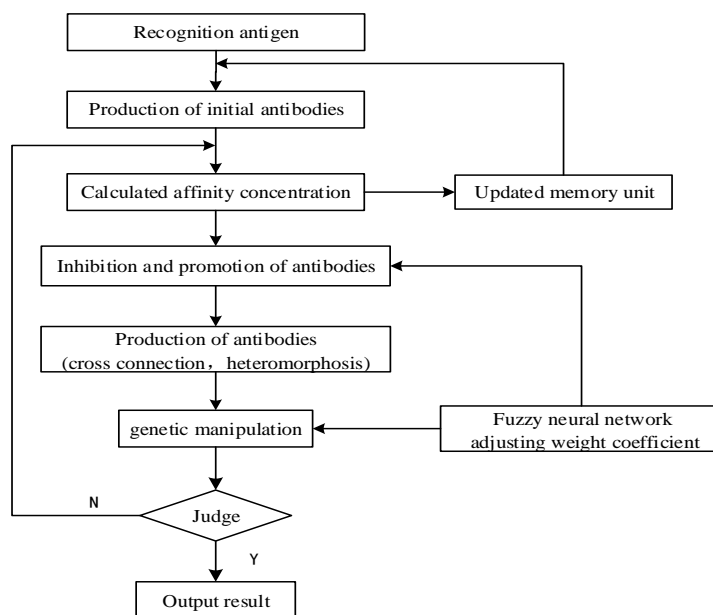 Recognition antigen
Production of initial antibodies
Calculated affinity concentration
Updated memory unit
Inhibition and promotion of antibodies
Production of antibodies
(cross connection，heteromorphosis)
genetic manipulation
Fuzzy neural network
adjusting weight coefficient
N
Judge
Y
Output result